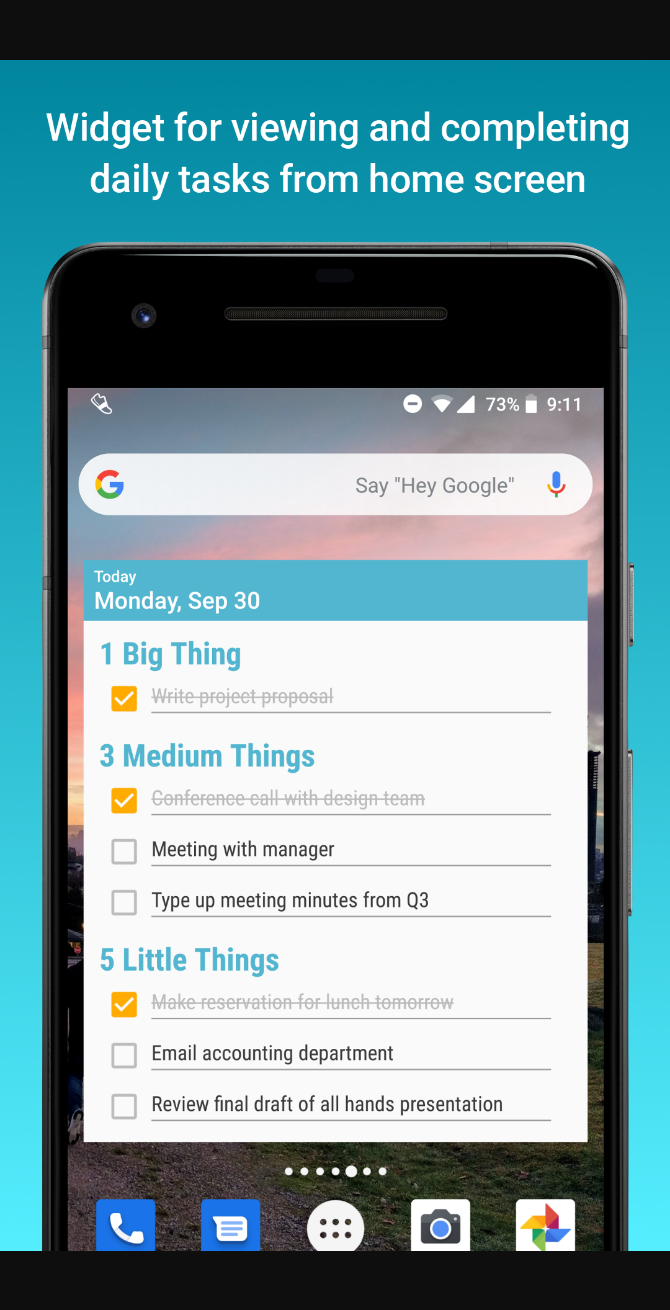 Widget for viewing and completing
daily tasks from home screen
73% 9:11
Say "Hey Google"
Today
Monday, Sep 30
1 Big Thing
Write project proposal
3 Medium Things
Conference call with design team
Meeting with manager
Type up meeting minutes from Q3
5 Little Things
Make reservation for lunch tomorrow
Email accounting department
Review final draft of all hands presentation